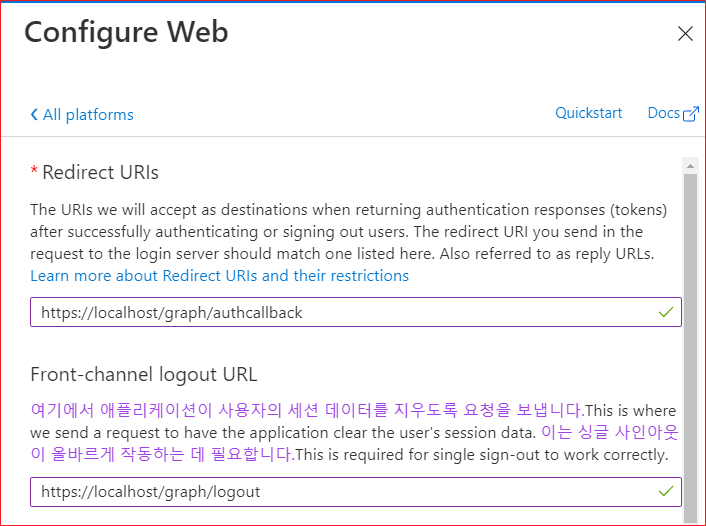 Configure Web
All platforms
Quickstart
Docs
* Redirect URIs
The URIs we will accept as destinations when returning authentication responses (tokens)
after successfully authenticating or signing out users. The redirect URI you send in the
request to the login server should match one listed here. Also referred to as reply URLs.
Learn more about Redirect URIs and their restrictions
https://localhost/graph/authcallback
Front-channel logout URL
여기에서 애플리케이션이 사용자의 세션 데이터를 지우도록 요청을 보냅니다.This is where
we send a request to have the application clear the user's session data. 이는 싱글 사인아웃
이 올바르게 작동하는 데 필요합니다.This is required for single sign-out to work correctly.
https://localhost/graph/logout